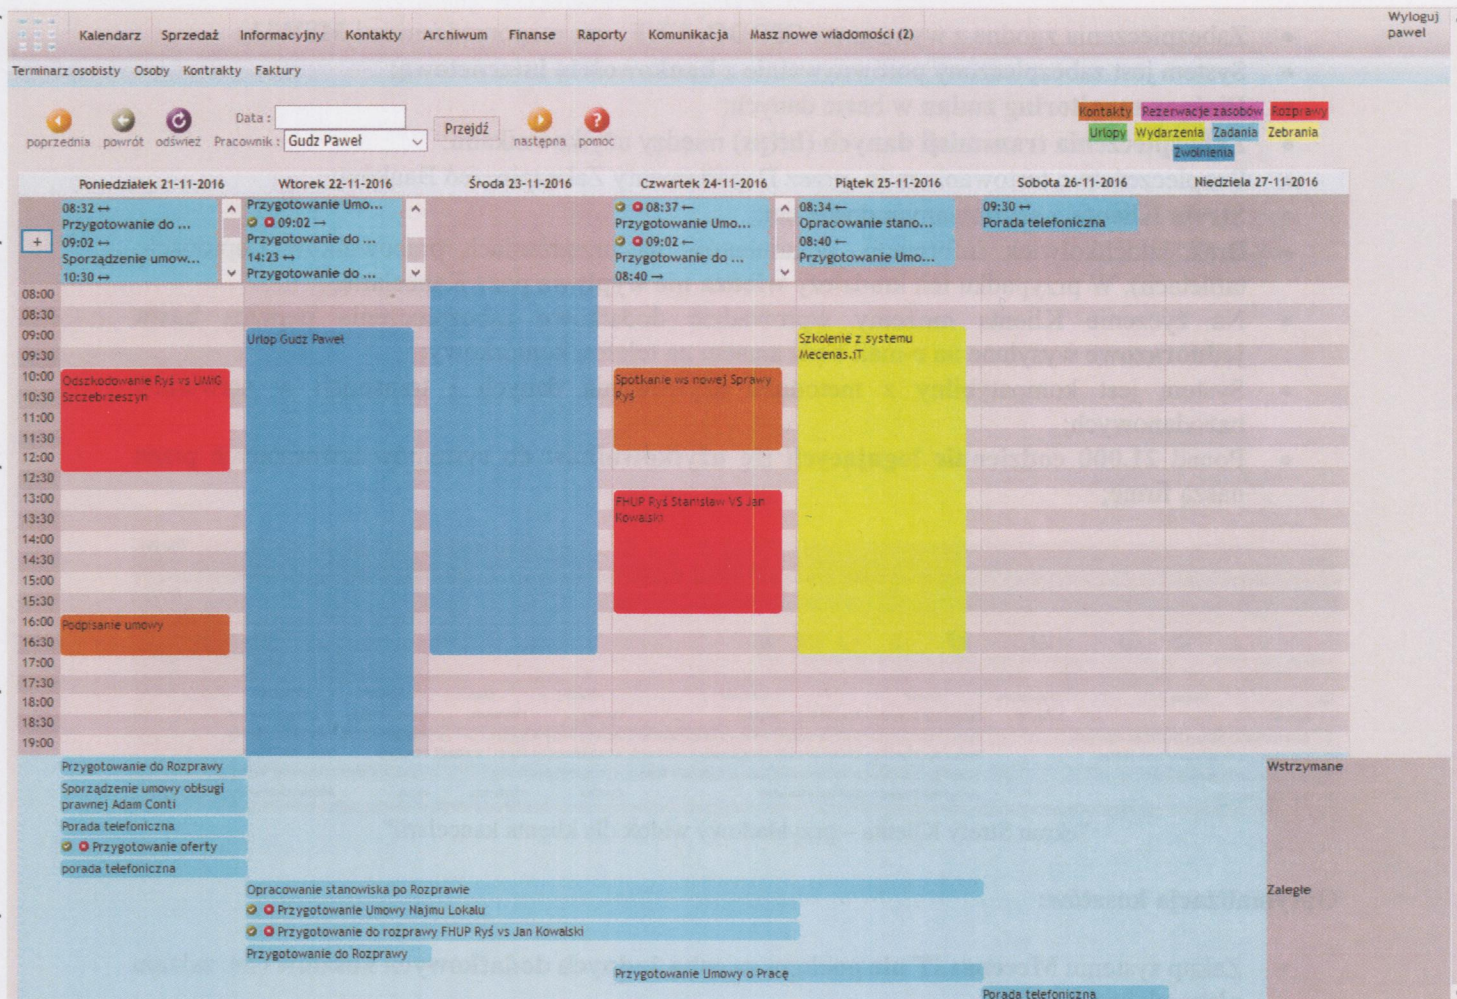 Wyloguj
pawel
Kalendarz Sprzedaż Informacyjny Kontakty Archiwum Finanse Raporty Komunikacja Masz nowe wiadomości (2)
Terminarz osobisty Osoby Kontrakty Faktury
Data :
Pracownik : Gudz Paweł
Przejdź
poprzednia powrót odśwież następna pomoc
Kontakty Rezerwacje zasobów Rozprawy
Urlopy Wydarzenia Zadania Zebrania
Zwolnienia
Poniedziałek 21-11-2016 Wtorek 22-11-2016 Środa 23-11-2016 Czwartek 24-11-2016 Piątek 25-11-2016 Sobota 26-11-2016 Niedziela 27-11-2016
+
08:32 ↔
Przygotowanie do ...
09:02 ↔
Sporządzenie umow...
10:30 ↔
Przygotowanie Umo...
09:02 ←
Przygotowanie do ...
14:23 ↔
Przygotowanie do ...
08:37 ←
Przygotowanie Umo...
09:02 ←
Przygotowanie do ...
08:40 →
08:34 ←
Opracowanie stano...
08:40 ←
Przygotowanie Umo...
09:30 ↔
Porada telefoniczna
08:00
08:30
09:00
09:30
10:00
10:30
11:00
11:30
12:00
12:30
13:00
13:30
14:00
14:30
15:00
15:30
16:00
16:30
17:00
17:30
18:00
18:30
19:00
Odszkodowanie Rys vs UMiG
Szczebrzeszyn
Podpisanie umowy
Urlop Gudz Paweł
Spotkanie ws nowej Sprawy
Ryś
FHUP Ryś Stanisław VS Jan
Kowalski
Szkolenie z systemu
Mecenas.iT
Przygotowanie do Rozprawy
Sporządzenie umowy obłsugi
prawnej Adam Conti
Porada telefoniczna
Przygotowanie oferty
porada telefoniczna
Opracowanie stanowiska po Rozprawie
Przygotowanie Umowy Najmu Lokalu
Przygotowanie do rozprawy FHUP Ryś vs Jan Kowalski
Przygotowanie do Rozprawy
Przygotowanie Umowy o Pracę
Porada telefoniczna
Wstrzymane
Zaległe